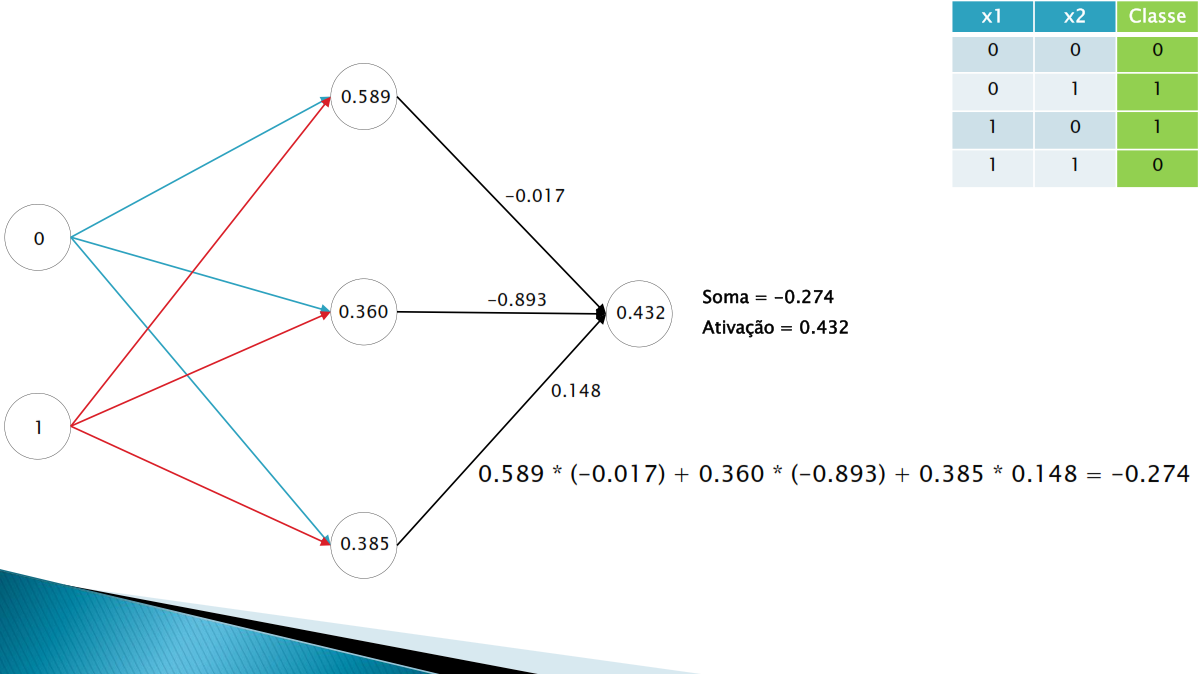 x1 x2 Classe
0 0 0
0 1 1
1 0 1
1 1 0
0.589
-0.017
0
-0.893
0.360
0.432
Soma = -0.274
Ativação = 0.432
0.148
1
0.589 * (-0.017) + 0.360 * (-0.893) + 0.385 * 0.148 = -0.274
0.385